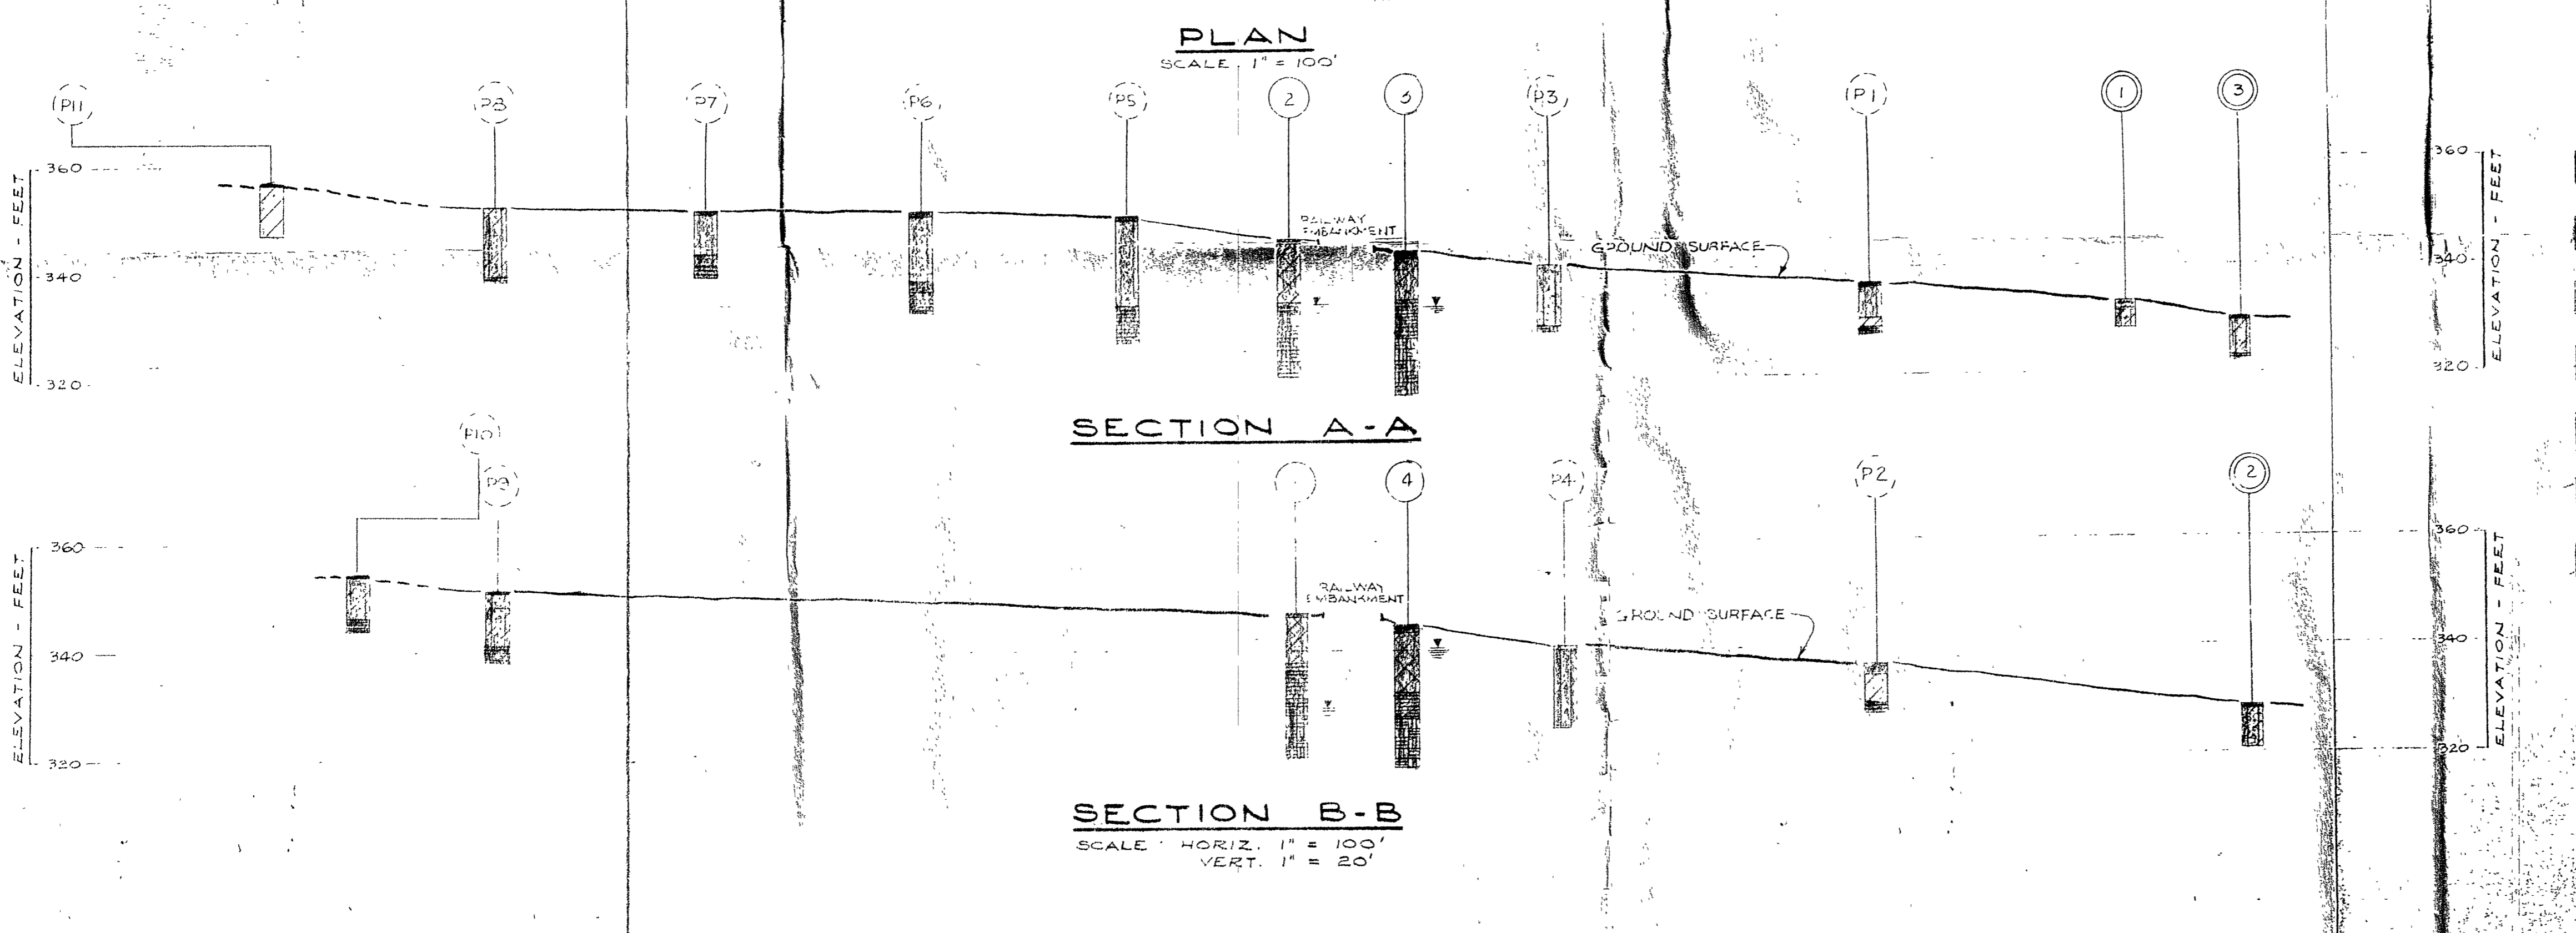 PLAN
SCALE 1" = 100'
P11
P8
P7
P6
P5
2
3
P3
P1
1
3
360
340
320
ELEVATION - FEET
RAILWAY
EMBANKMENT
GROUND SURFACE
360
340
320
ELEVATION - FEET
SECTION A-A
P10
P9
4
P4
P2
2
360
340
320
ELEVATION - FEET
RAILWAY
EMBANKMENT
GROUND SURFACE
360
340
320
ELEVATION - FEET
SECTION B-B
SCALE HORIZ. 1" = 100'
VERT. 1" = 20'